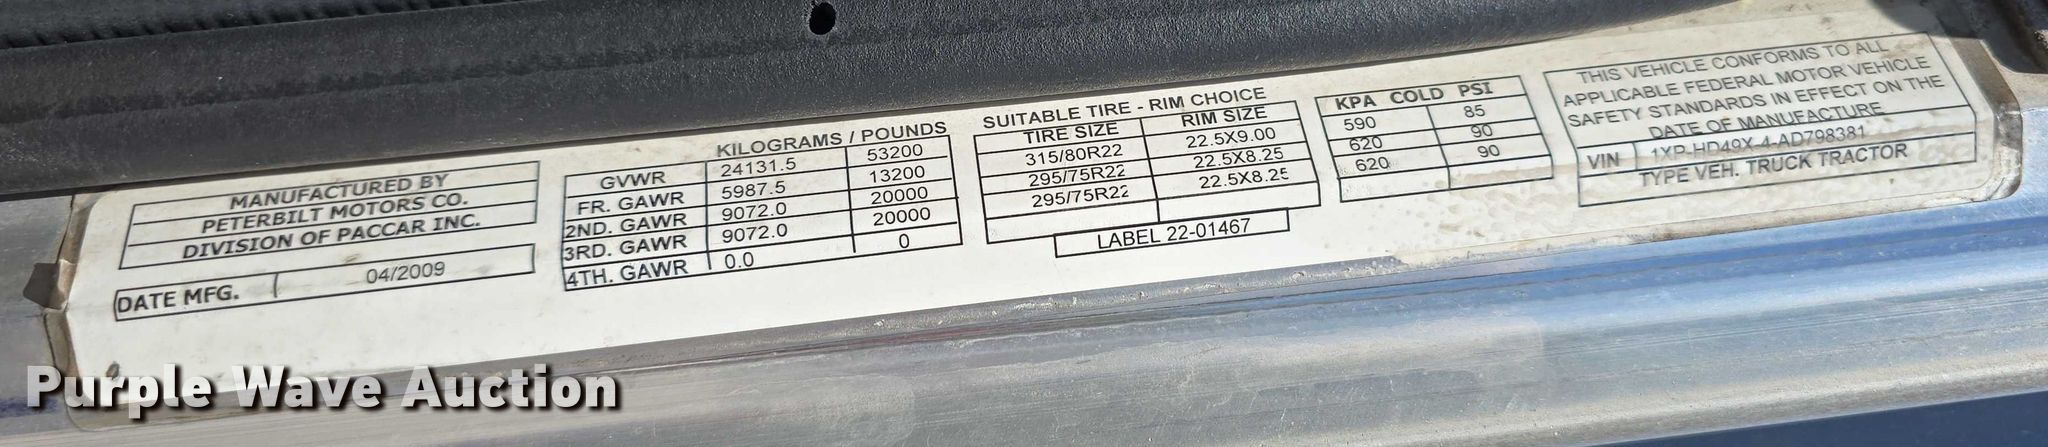 MANUFACTURED BY
PETERBILT MOTORS CO.
DIVISION OF PACCAR INC.
DATE MFG. 04/2009
KILOGRAMS / POUNDS
GVWR 24131.5 53200
FR. GAWR 5987.5 13200
2ND. GAWR 9072.0 20000
3RD. GAWR 9072.0 20000
4TH. GAWR 0.0 0
SUITABLE TIRE - RIM CHOICE
TIRE SIZE RIM SIZE
315/80R22 22.5X9.00
295/75R22 22.5X8.25
295/75R22 22.5X8.25
LABEL 22-01467
KPA COLD PSI
590 85
620 90
620 90
THIS VEHICLE CONFORMS TO ALL
APPLICABLE FEDERAL MOTOR VEHICLE
SAFETY STANDARDS IN EFFECT ON THE
DATE OF MANUFACTURE
VIN 1XP-HD49X-4-AD798381
TYPE VEH. TRUCK TRACTOR
Purple Wave Auction